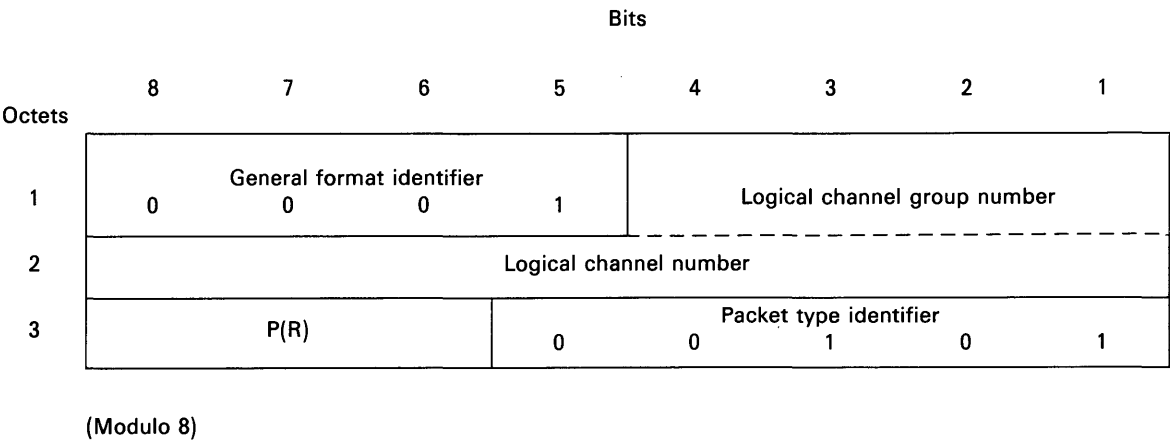 Bits
8 7 6 5 4 3 2 1
Octets
General format identifier
1 Logical channel group number
0 0 0 1
2 Logical channel number
Packet type identifier
3 P(R)
0 0 1 0 1
(Modulo 8)